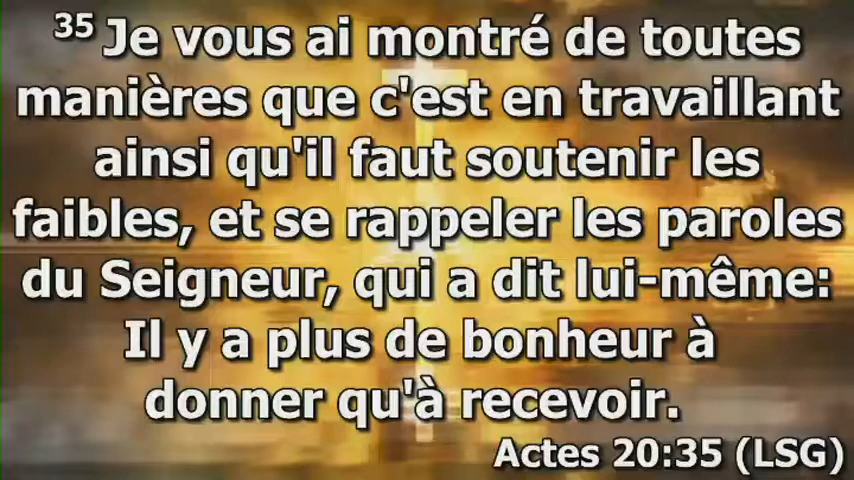 35 Je vous ai montré de toutes
manières que c'est en travaillant
ainsi qu'il faut soutenir les
faibles, et se rappeler les paroles
du Seigneur, qui a dit lui-même:
Il y a plus de bonheur à
donner qu'à recevoir.
Actes 20:35 (LSG)